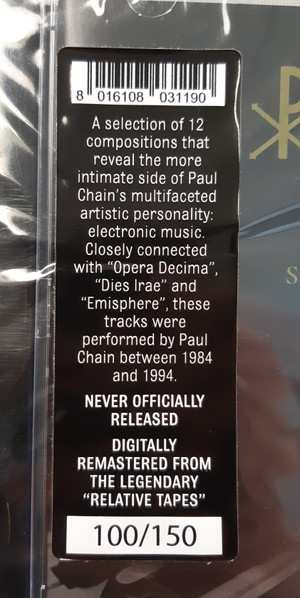 8 016108 031190
A selection of 12
compositions that
reveal the more
intimate side of Paul
Chain's multifaceted
artistic personality:
electronic music.
Closely connected
with "Opera Decima",
"Dies Irae" and
"Emisphere", these
tracks were
performed by Paul
Chain between 1984
and 1994.
NEVER OFFICIALLY
RELEASED
DIGITALLY
REMASTERED FROM
THE LEGENDARY
"RELATIVE TAPES"
100/150
S